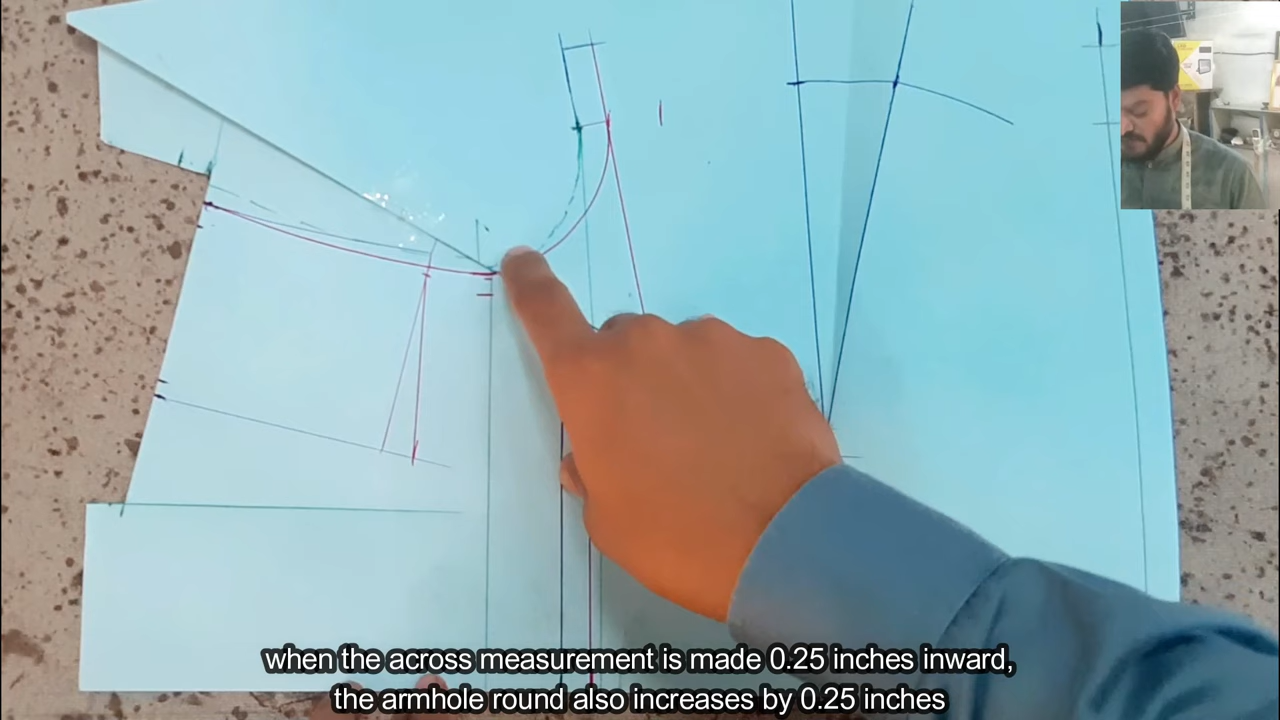 when the across measurement is made 0.25 inches inward,
the armhole round also increases by 0.25 inches